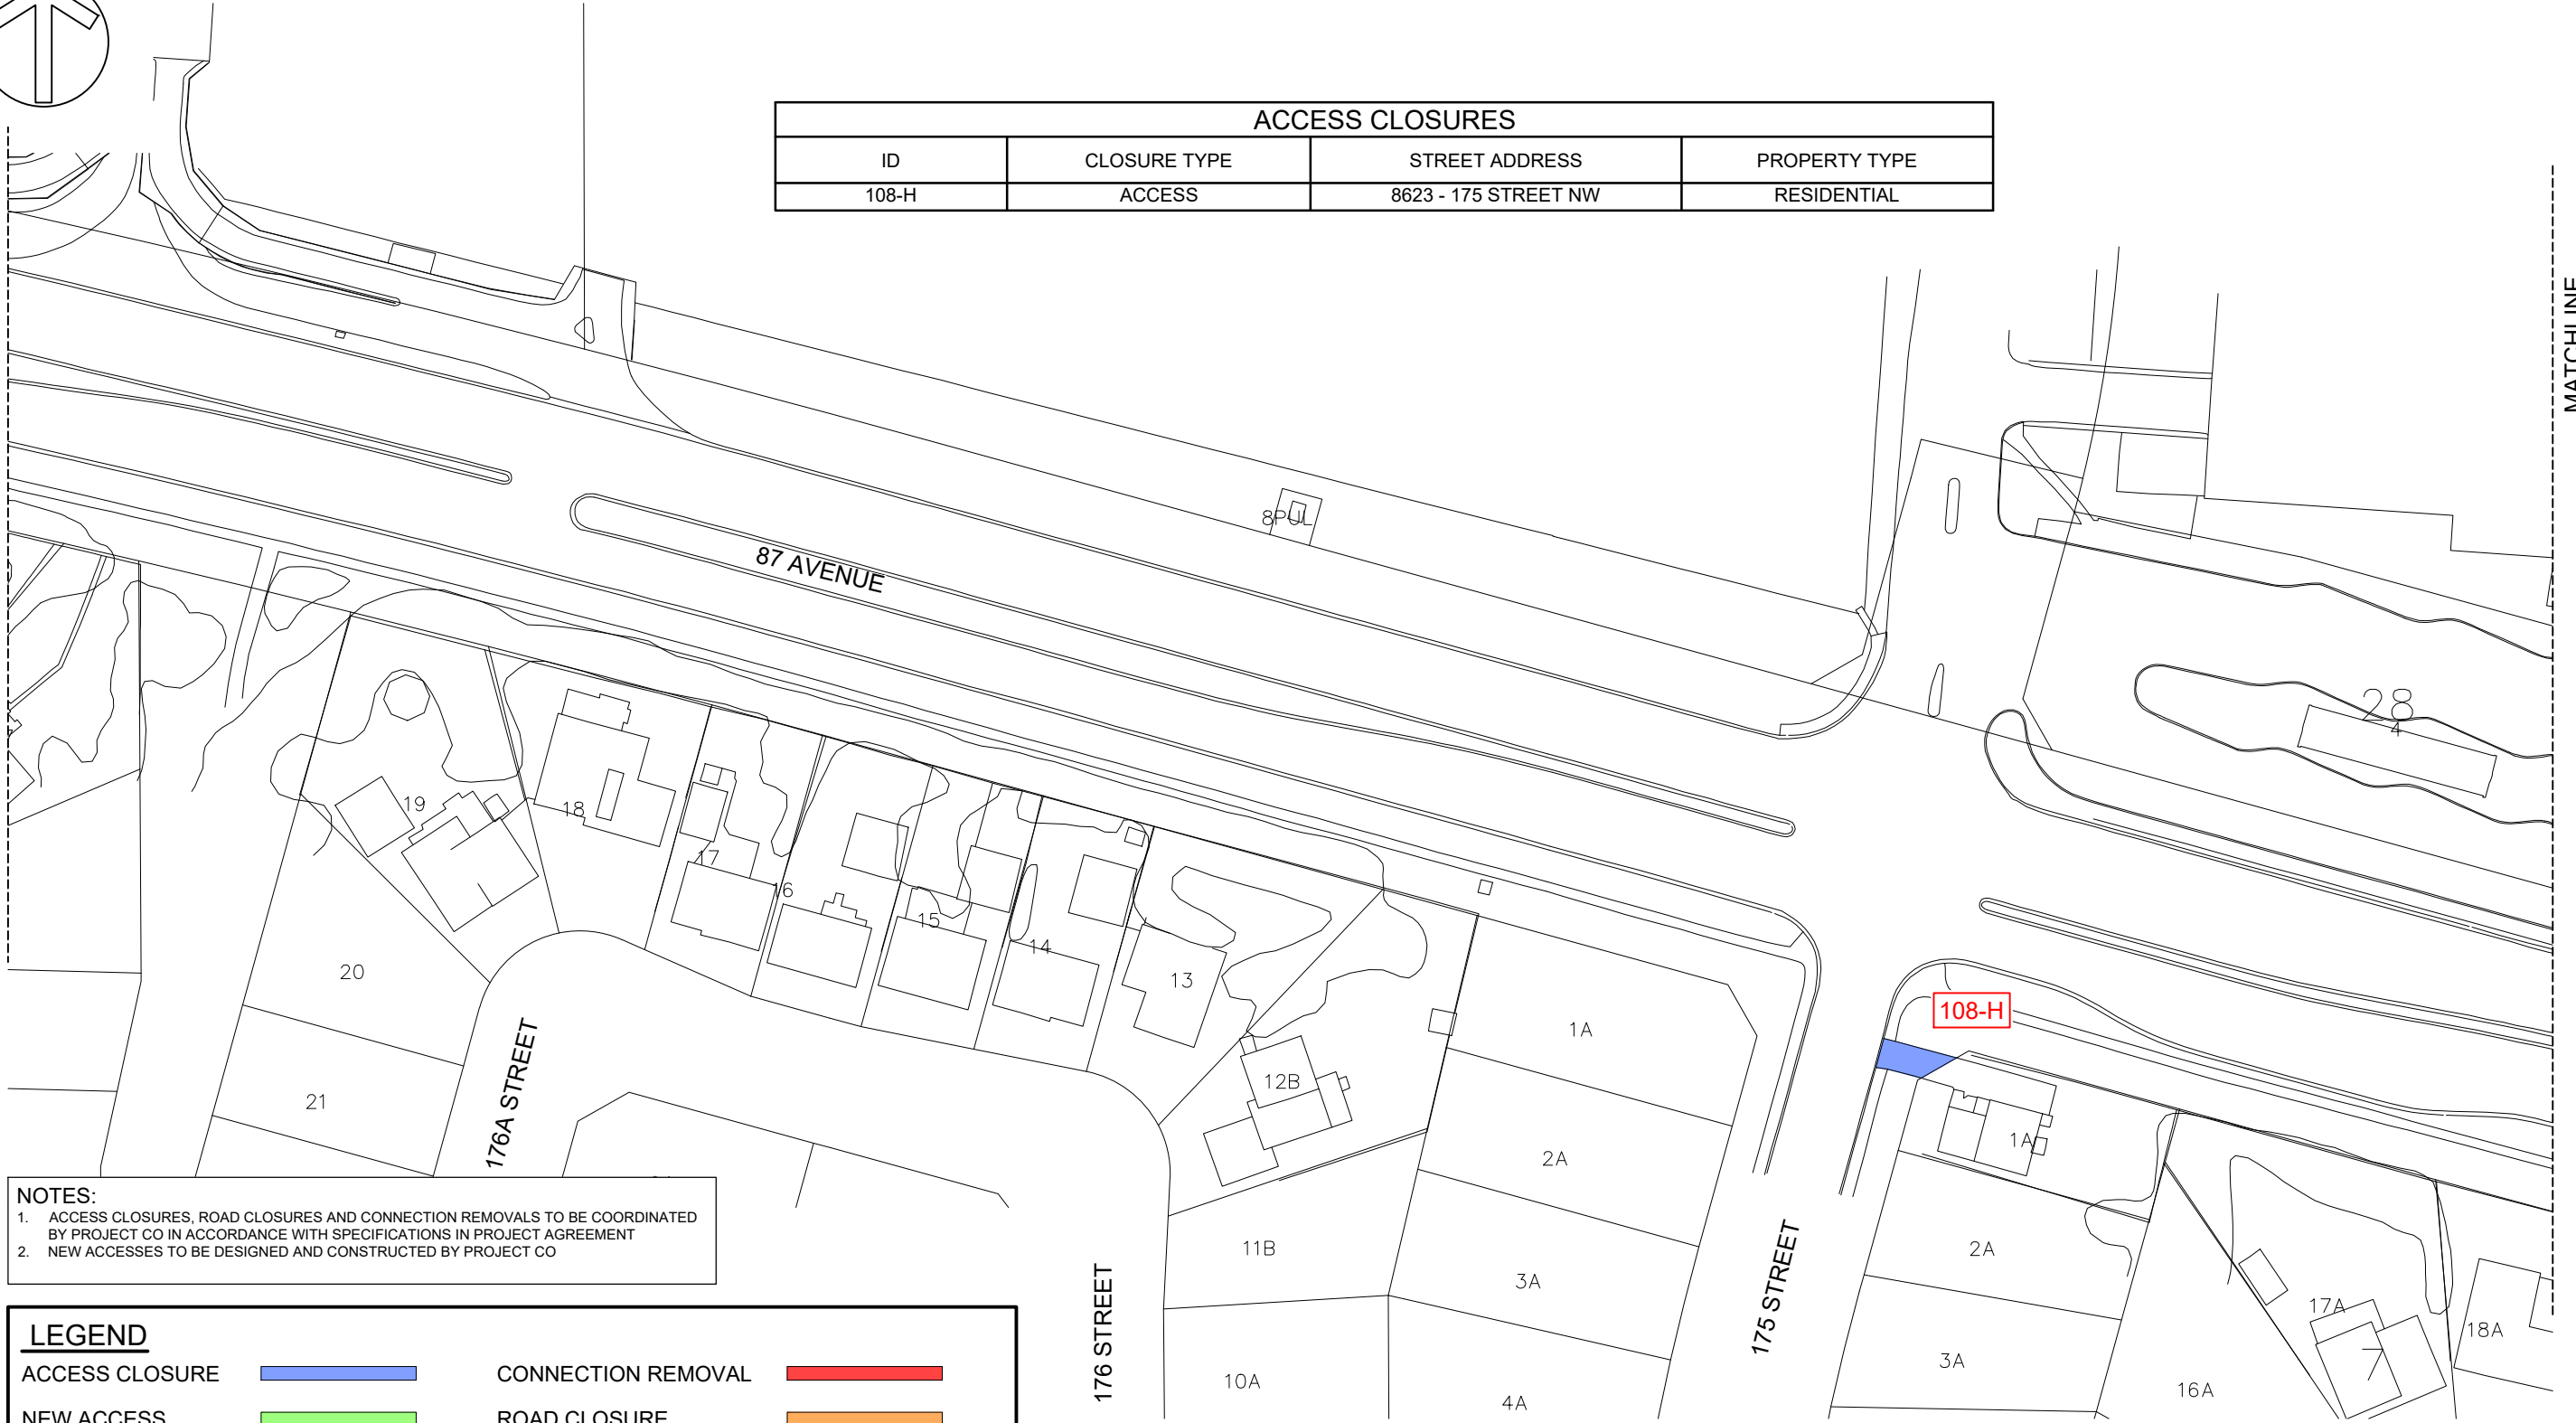 ACCESS CLOSURES
ID CLOSURE TYPE STREET ADDRESS PROPERTY TYPE
108-H ACCESS 8623 - 175 STREET NW RESIDENTIAL
MATCHLINE
8PUL
87 AVENUE
28
4
19
18
17
16
15
14
13
20
21
12B
1A
108-H
1A
2A
11B
3A
2A
17A
18A
7
3A
10A
4A
16A
176A STREET
176 STREET
175 STREET
NOTES:
1. ACCESS CLOSURES, ROAD CLOSURES AND CONNECTION REMOVALS TO BE COORDINATED
BY PROJECT CO IN ACCORDANCE WITH SPECIFICATIONS IN PROJECT AGREEMENT
2. NEW ACCESSES TO BE DESIGNED AND CONSTRUCTED BY PROJECT CO
LEGEND
ACCESS CLOSURE CONNECTION REMOVAL
NEW ACCESS ROAD CLOSURE